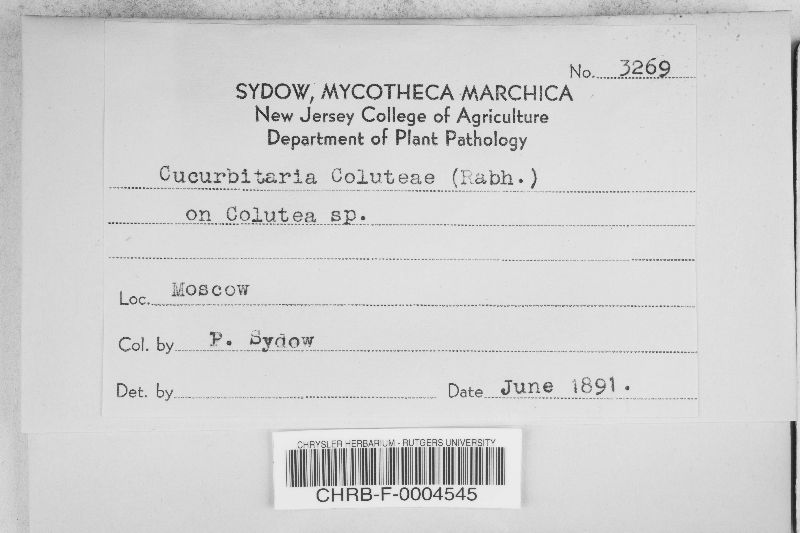 No. 3269
SYDOW, MYCOTHECA MARCHICA
New Jersey College of Agriculture
Department of Plant Pathology
Cucurbitaria Coluteae (Rabh.)
on Colutea sp.
Loc. Moscow
Col. by P. Sydow
Det. by Date June 1891.
CHRYSLER HERBARIUM - RUTGERS UNIVERSITY
CHRB-F-0004545